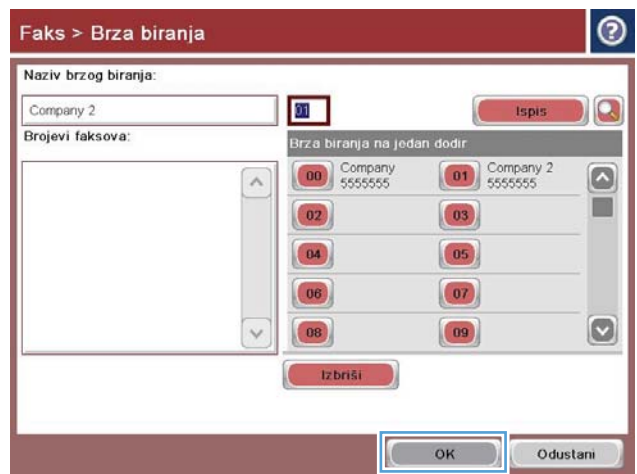 Faks > Brza biranja
?
Naziv brzog biranja:
Company 2
01
Ispis
Brojevi faksova:
Brza biranja na jedan dodir
00 Company 5555555 01 Company 2 5555555
02 03
04 05
06 07
08 09
Izbriši
OK Odustani